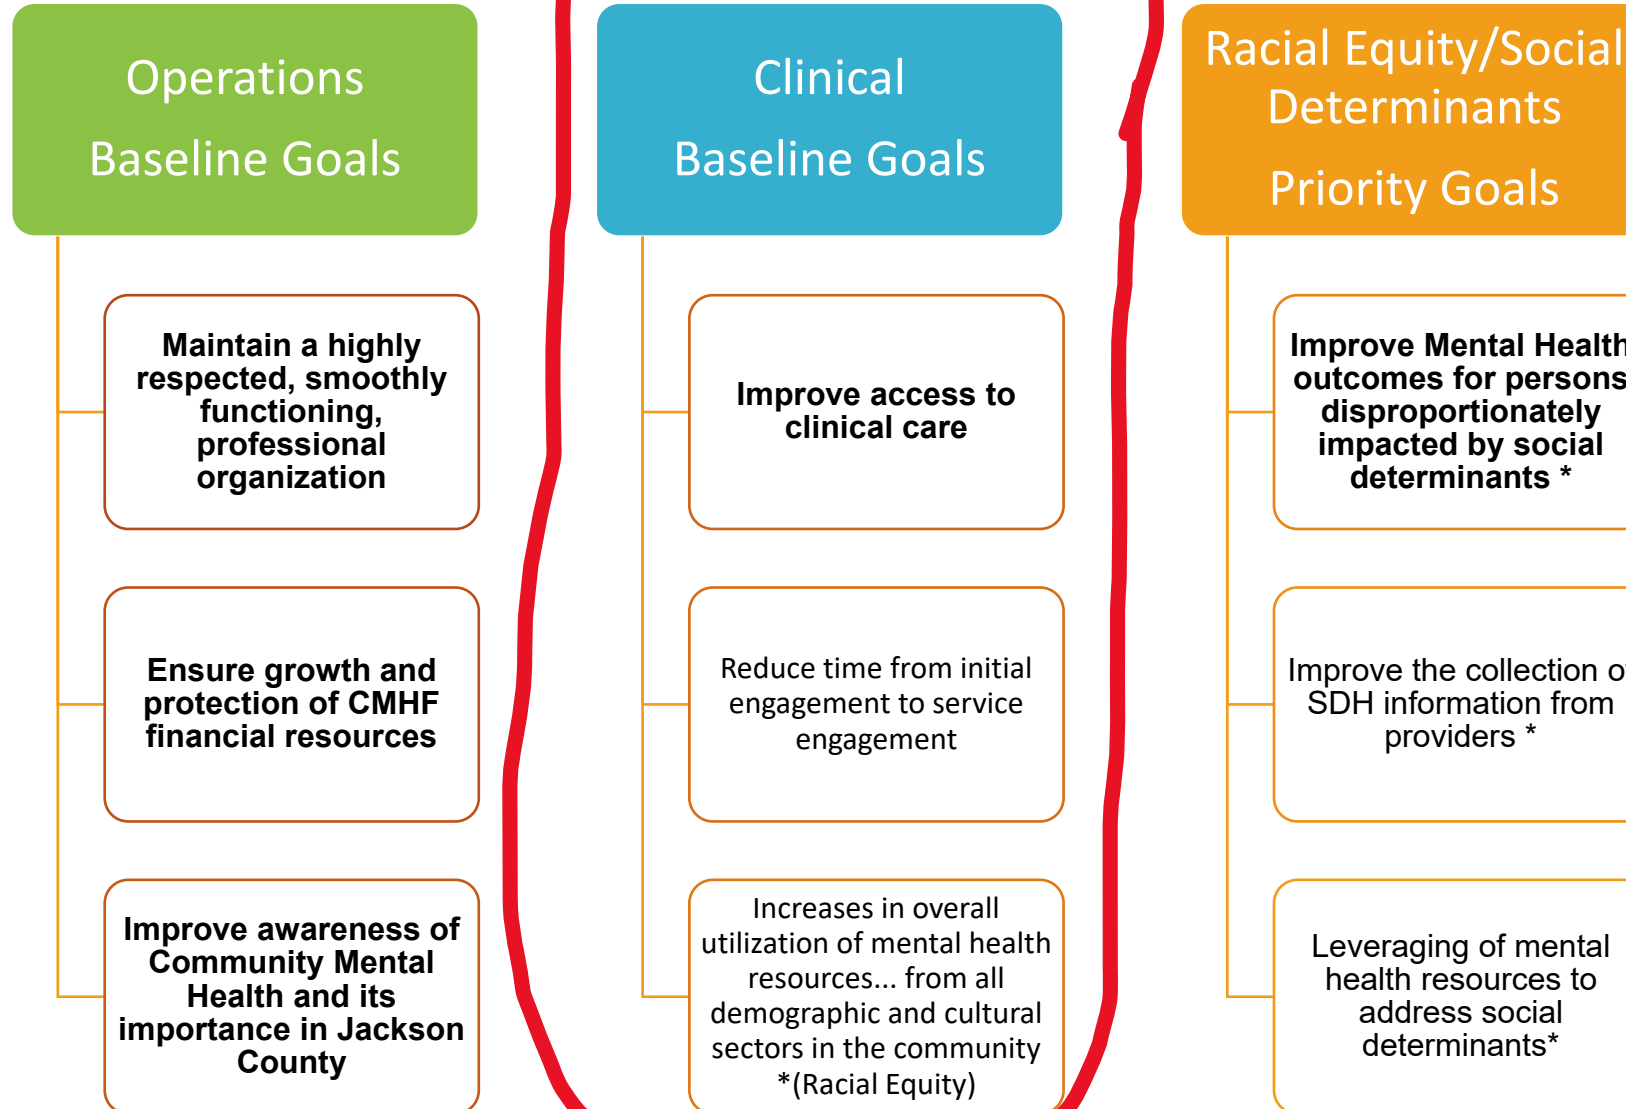 Operations
Baseline Goals
Maintain a highly
respected, smoothly
functioning,
professional
organization
Ensure growth and
protection of CMHF
financial resources
Improve awareness of
Community Mental
Health and its
importance in Jackson
County
Clinical
Baseline Goals
Improve access to
clinical care
Reduce time from initial
engagement to service
engagement
Increases in overall
utilization of mental health
resources... from all
demographic and cultural
sectors in the community
*(Racial Equity)
Racial Equity/Social
Determinants
Priority Goals
Improve Mental Health
outcomes for persons
disproportionately
impacted by social
determinants *
Improve the collection of
SDH information from
providers *
Leveraging of mental
health resources to
address social
determinants*